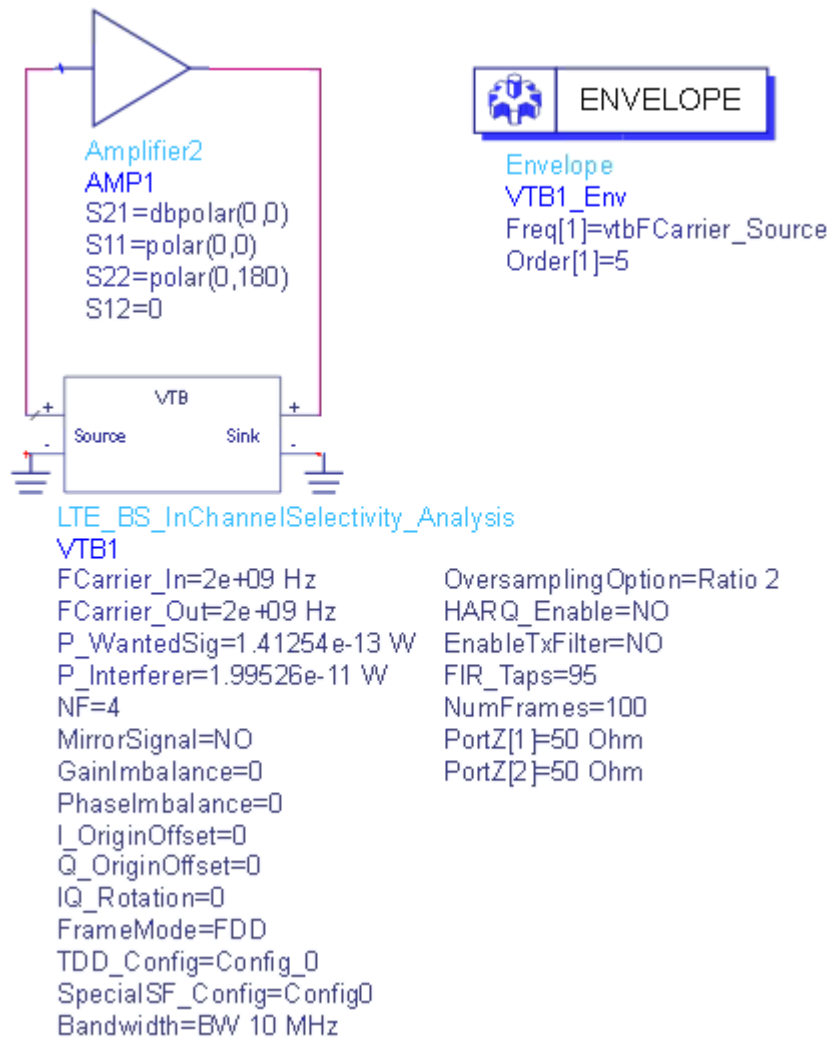 ENVELOPE
Amplifier2
AMP1
S21=dbpolar(0,0)
S11=polar(0,0)
S22=polar(0,180)
S12=0
Envelope
VTB1_Env
Freq[1]=vtbFCarrier_Source
Order[1]=5
VTB
+ +
Source Sink
- -
LTE_BS_InChannelSelectivity_Analysis
VTB1
FCarrier_In=2e+09 Hz
FCarrier_Out=2e+09 Hz
P_WantedSig=1.41254e-13 W
P_Interferer=1.99526e-11 W
NF=4
MirrorSignal=NO
GainImbalance=0
PhaseImbalance=0
I_OriginOffset=0
Q_OriginOffset=0
IQ_Rotation=0
FrameMode=FDD
TDD_Config=Config_0
SpecialSF_Config=Config0
Bandwidth=BW 10 MHz
OversamplingOption=Ratio 2
HARQ_Enable=NO
EnableTxFilter=NO
FIR_Taps=95
NumFrames=100
PortZ[1]=50 Ohm
PortZ[2]=50 Ohm